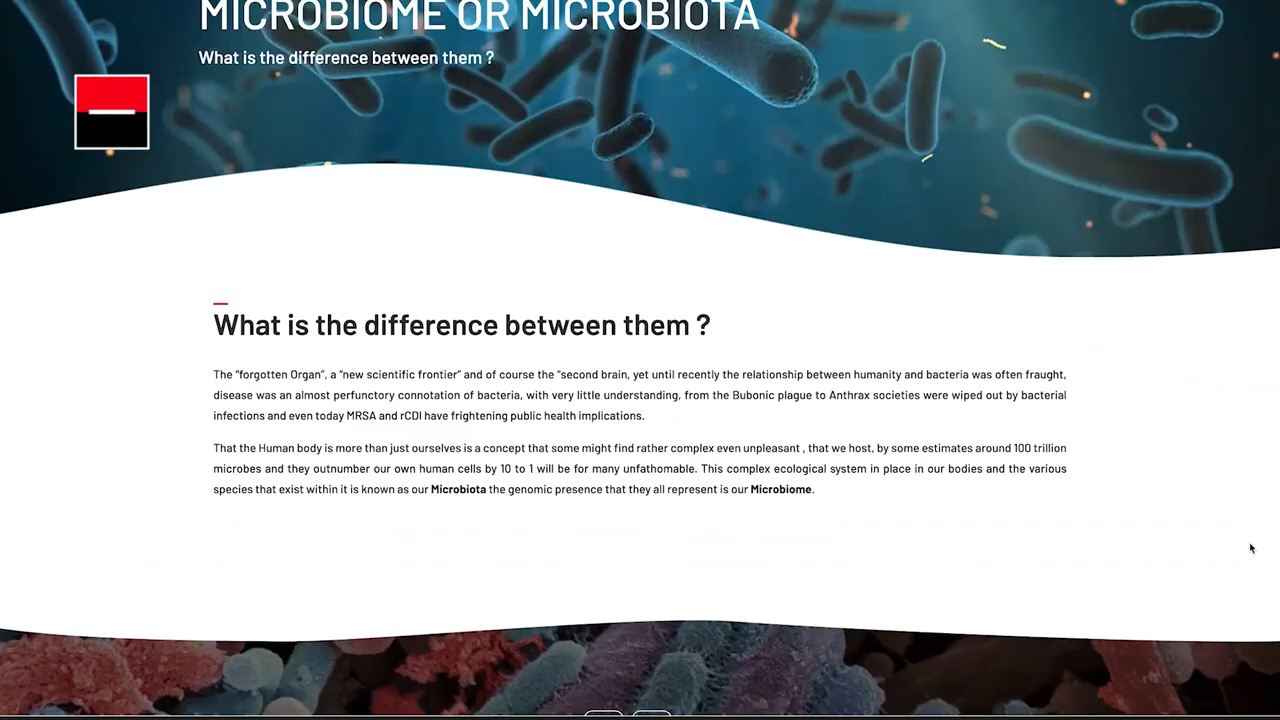 MICROBIOME OR MICROBIOTA
What is the difference between them ?
What is the difference between them ?
The “forgotten Organ”, a “new scientific frontier” and of course the “second brain, yet until recently the relationship between humanity and bacteria was often fraught,
disease was an almost perfunctory connotation of bacteria, with very little understanding, from the Bubonic plague to Anthrax societies were wiped out by bacterial
infections and even today MRSA and rCDI have frightening public health implications.
That the Human body is more than just ourselves is a concept that some might find rather complex even unpleasant , that we host, by some estimates around 100 trillion
microbes and they outnumber our own human cells by 10 to 1 will be for many unfathomable. This complex ecological system in place in our bodies and the various
species that exist within it is known as our Microbiota the genomic presence that they all represent is our Microbiome.